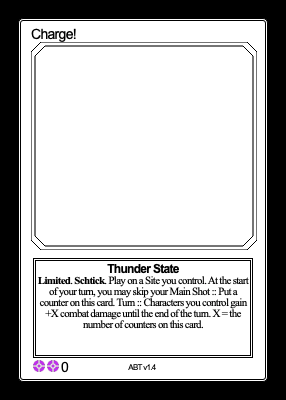 Charge!
Thunder State
Limited. Schtick. Play on a Site you control. At the start
of your turn, you may skip your Main Shot :: Put a
counter on this card. Turn :: Characters you control gain
+X combat damage until the end of the turn. X = the
number of counters on this card.
0
ABT v1.4